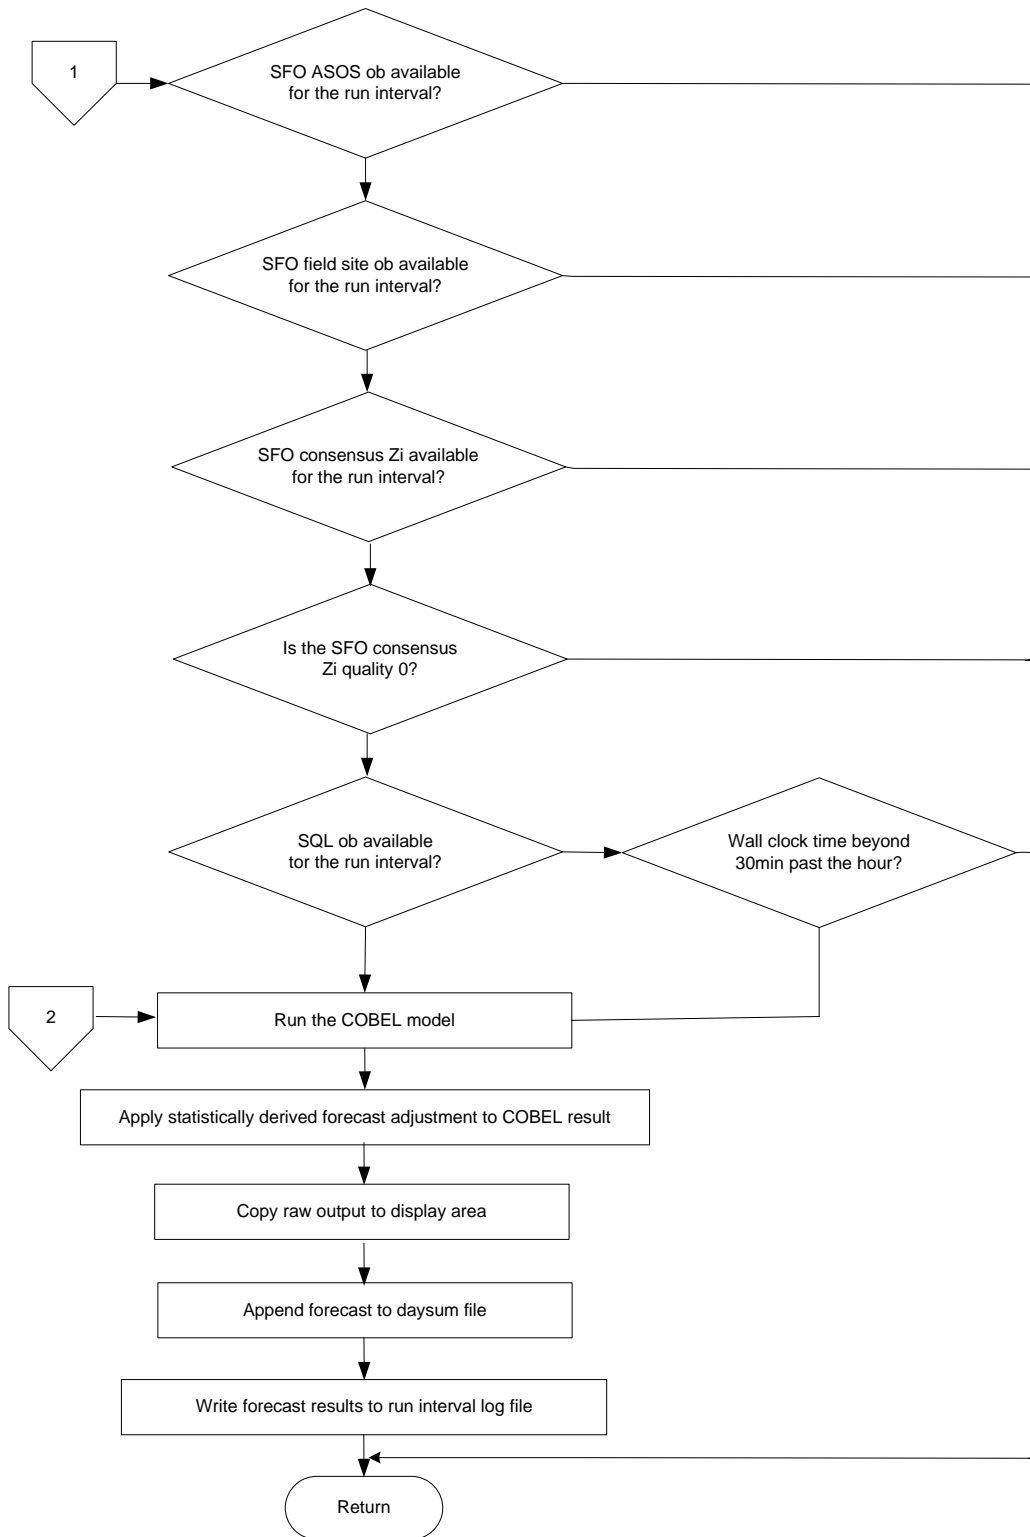 1
SFO ASOS ob available
for the run interval?
SFO field site ob available
for the run interval?
SFO consensus Zi available
for the run interval?
Is the SFO consensus
Zi quality 0?
SQL ob available
tor the run interval?
Wall clock time beyond
30min past the hour?
2
Run the COBEL model
Apply statistically derived forecast adjustment to COBEL result
Copy raw output to display area
Append forecast to daysum file
Write forecast results to run interval log file
Return